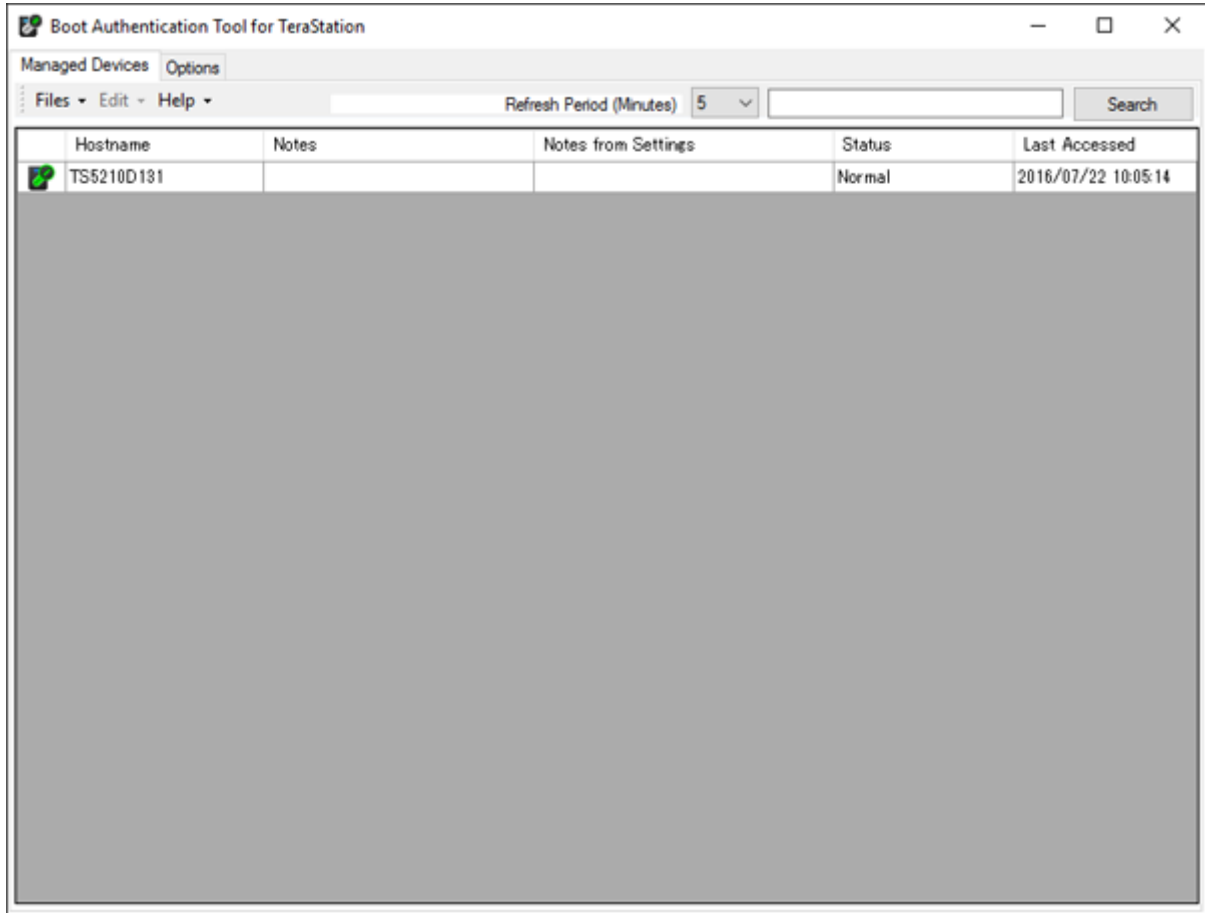 Boot Authentication Tool for TeraStation
Managed Devices Options
Files Edit Help Refresh Period (Minutes) 5 Search
Hostname Notes Notes from Settings Status Last Accessed
TS5210D131 Normal 2016/07/22 10:05:14